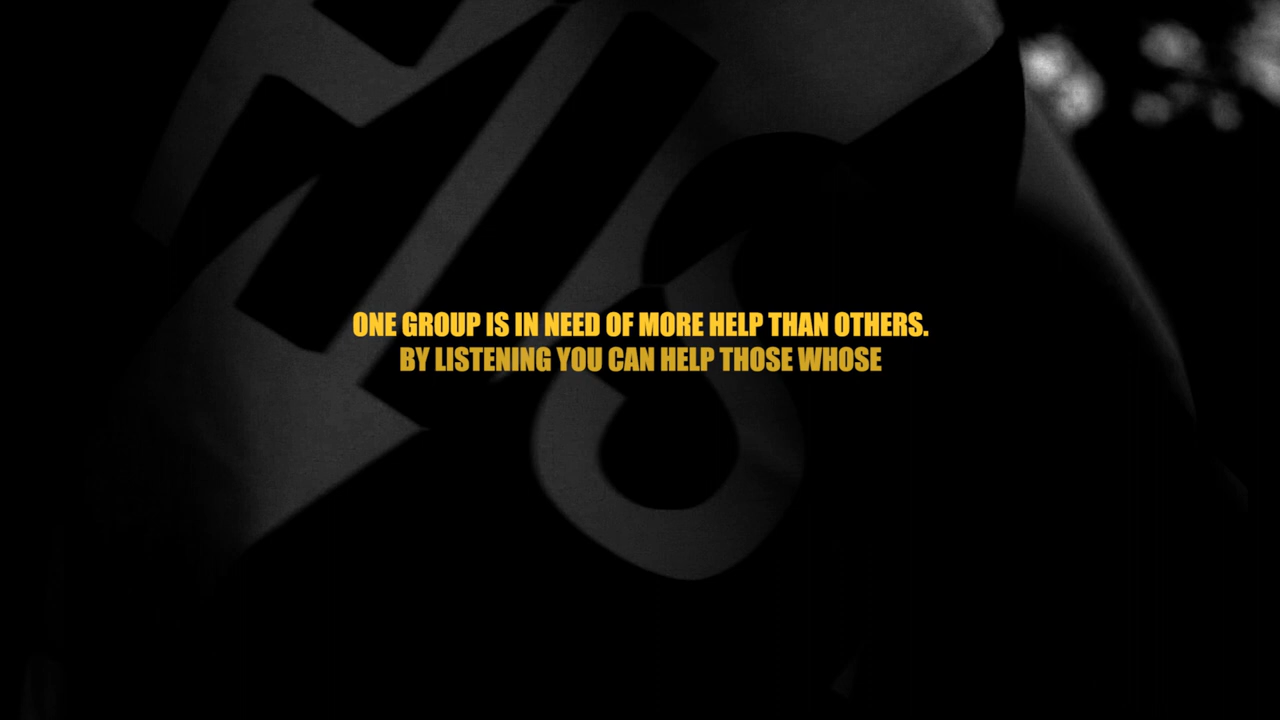 ONE GROUP IS IN NEED OF MORE HELP THAN OTHERS.
BY LISTENING YOU CAN HELP THOSE WHOSE